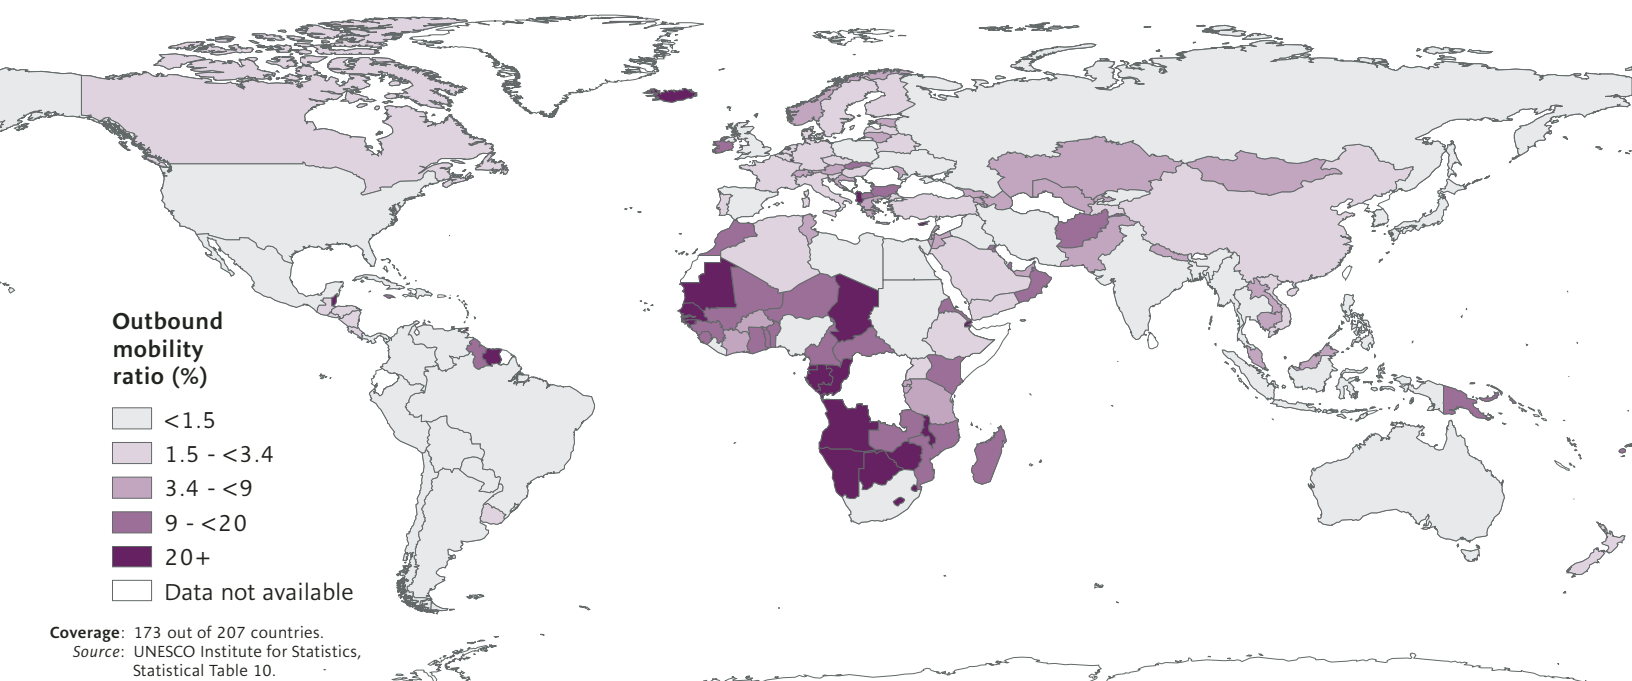 Outbound
mobility
ratio (%)
<1.5
1.5 - <3.4
3.4 - <9
9 - <20
20+
Data not available
Coverage: 173 out of 207 countries.
Source: UNESCO Institute for Statistics,
Statistical Table 10.